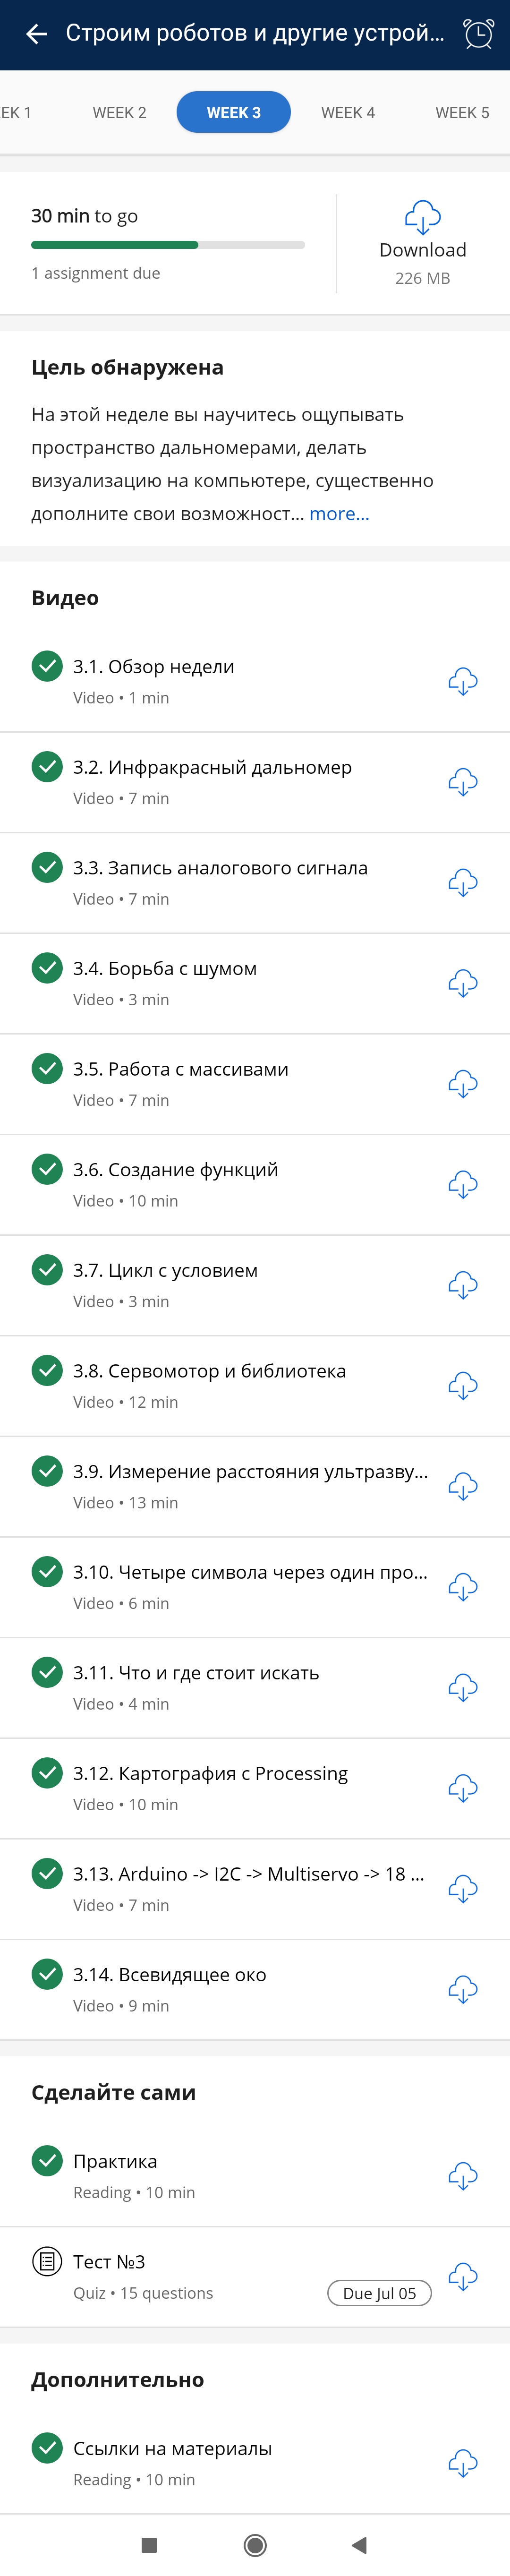 Строим роботов и другие устрой...
EK 1
WEEK 2
WEEK 3
WEEK 4
WEEK 5
30 min to go
1 assignment due
Download
226 MB
Цель обнаружена
На этой неделе вы научитесь ощупывать
пространство дальномерами, делать
визуализацию на компьютере, существенно
дополните свои возможност... more...
Видео
3.1. Обзор недели
Video • 1 min
3.2. Инфракрасный дальномер
Video • 7 min
3.3. Запись аналогового сигнала
Video • 7 min
3.4. Борьба с шумом
Video • 3 min
3.5. Работа с массивами
Video • 7 min
3.6. Создание функций
Video • 10 min
3.7. Цикл с условием
Video • 3 min
3.8. Сервомотор и библиотека
Video • 12 min
3.9. Измерение расстояния ультразву...
Video • 13 min
3.10. Четыре символа через один про...
Video • 6 min
3.11. Что и где стоит искать
Video • 4 min
3.12. Картография с Processing
Video • 10 min
3.13. Arduino -> I2C -> Multiservo -> 18 ...
Video • 7 min
3.14. Всевидящее око
Video • 9 min
Сделайте сами
Практика
Reading • 10 min
Тест №3
Quiz • 15 questions
Due Jul 05
Дополнительно
Ссылки на материалы
Reading • 10 min